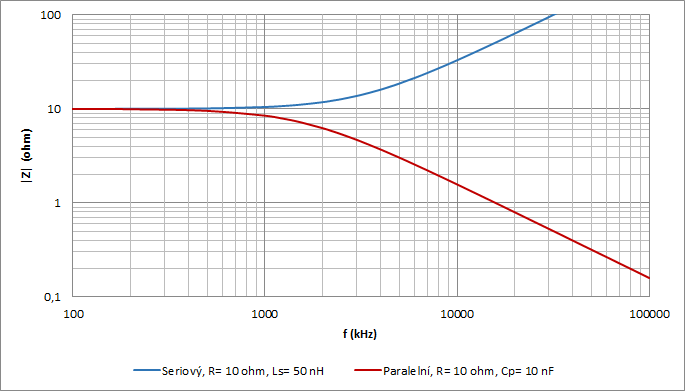 100
10
1
0,1
|Z| (ohm)
100
1000
10000
100000
f (kHz)
Seriový, R= 10 ohm, Ls= 50 nH
Paralelní, R= 10 ohm, Cp= 10 nF